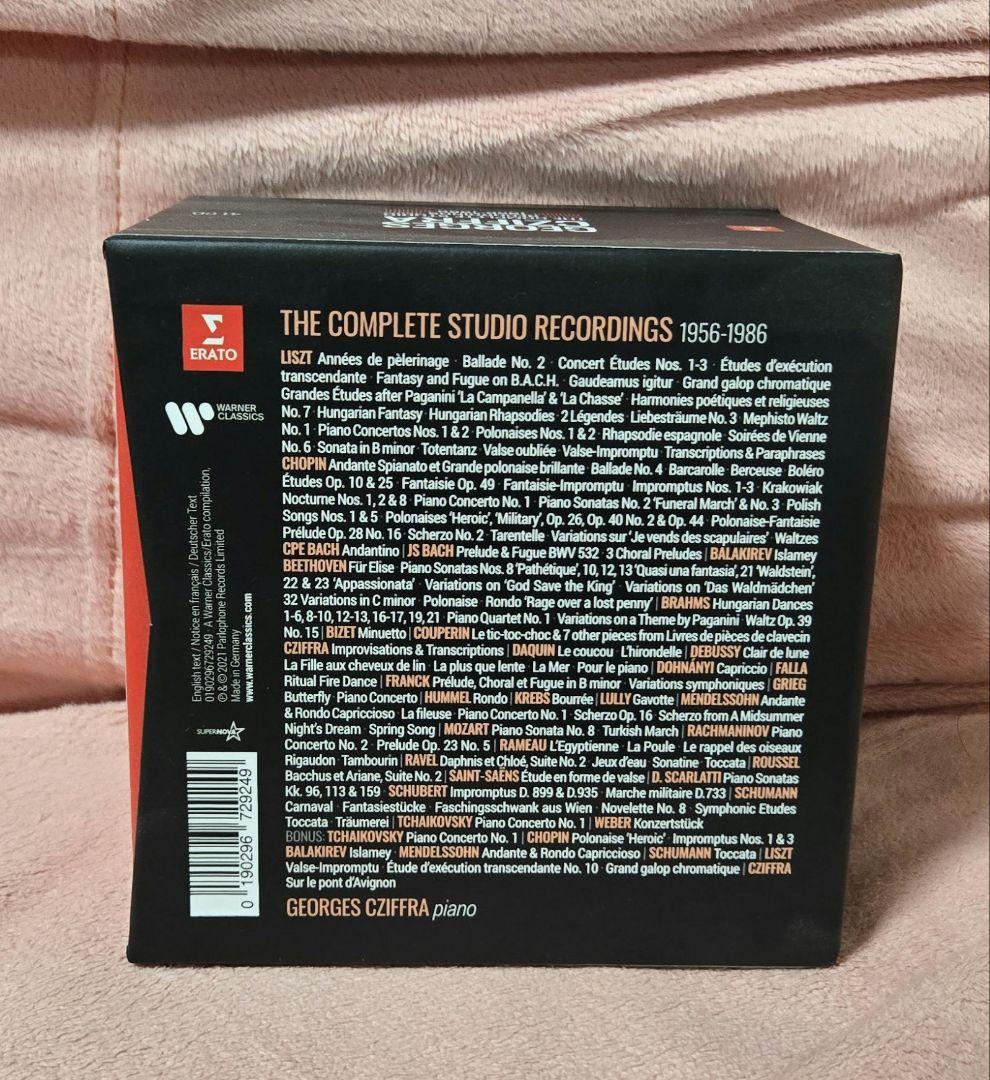 41 CD
GEORGES
CZIFFRA
ERATO
WARNER
CLASSICS
THE COMPLETE STUDIO RECORDINGS 1956-1986
LISZT Années de pèlerinage · Ballade No. 2 · Concert Études Nos. 1-3 · Études d'exécution
transcendante · Fantasy and Fugue on B.A.C.H. · Gaudeamus igitur · Grand galop chromatique
Grandes Études after Paganini 'La Campanella' & 'La Chasse' · Harmonies poétiques et religieuses
No. 7 · Hungarian Fantasy · Hungarian Rhapsodies · 2 Légendes · Liebesträume No. 3 · Mephisto Waltz
No. 1 · Piano Concertos Nos. 1 & 2 · Polonaises Nos. 1 & 2 · Rhapsodie espagnole · Soirées de Vienne
No. 6 · Sonata in B minor · Totentanz · Valse oubliée · Valse-Impromptu · Transcriptions & Paraphrases
CHOPIN Andante Spianato et Grande polonaise brillante · Ballade No. 4 · Barcarolle · Berceuse · Boléro
Études Op. 10 & 25 · Fantaisie Op. 49 · Fantaisie-Impromptu · Impromptus Nos. 1-3 · Krakowiak
Nocturne Nos. 1, 2 & 8 · Piano Concerto No. 1 · Piano Sonatas No. 2 'Funeral March' & No. 3 · Polish
Songs Nos. 1 & 5 · Polonaises 'Heroic', 'Military', Op. 26, Op. 40 No. 2 & Op. 44 · Polonaise-Fantaisie
Prélude Op. 28 No. 16 · Scherzo No. 2 · Tarentelle · Variations sur 'Je vends des scapulaires' · Waltzes
CPE BACH Andantino | JS BACH Prelude & Fugue BWV 532 · 3 Choral Preludes | BALAKIREV Islamey
BEETHOVEN Für Elise · Piano Sonatas Nos. 8 'Pathétique', 10, 12, 13 'Quasi una fantasia', 21 'Waldstein',
22 & 23 'Appassionata' · Variations on 'God Save the King' · Variations on 'Das Waldmädchen'
32 Variations in C minor · Polonaise · Rondo 'Rage over a lost penny' | BRAHMS Hungarian Dances
1-6, 8-10, 12-13, 16-17, 19, 21 · Piano Quartet No. 1 · Variations on a Theme by Paganini · Waltz Op. 39
No. 15 | BIZET Minuetto | COUPERIN Le tic-toc-choc & 7 other pieces from Livres de pièces de clavecin
CZIFFRA Improvisations & Transcriptions | DAQUIN Le coucou · L'hirondelle | DEBUSSY Clair de lune
La Fille aux cheveux de lin · La plus que lente · La Mer · Pour le piano | DOHNÁNYI Capriccio | FALLA
Ritual Fire Dance | FRANCK Prélude, Choral et Fugue in B minor · Variations symphoniques | GRIEG
Butterfly · Piano Concerto | HUMMEL Rondo | KREBS Bourrée | LULLY Gavotte | MENDELSSOHN Andante
& Rondo Capriccioso · La fileuse · Piano Concerto No. 1 · Scherzo Op. 16 · Scherzo from A Midsummer
Night's Dream · Spring Song | MOZART Piano Sonata No. 8 · Turkish March | RACHMANINOV Piano
Concerto No. 2 · Prelude Op. 23 No. 5 | RAMEAU L'Egyptienne · La Poule · Le rappel des oiseaux
Rigaudon · Tambourin | RAVEL Daphnis et Chloé, Suite No. 2 · Jeux d'eau · Sonatine · Toccata | ROUSSEL
Bacchus et Ariane, Suite No. 2 | SAINT-SAËNS Étude en forme de valse | D. SCARLATTI Piano Sonatas
Kk. 96, 113 & 159 · SCHUBERT Impromptus D. 899 & D.935 · Marche militaire D.733 | SCHUMANN
Carnaval · Fantasiestücke · Faschingsschwank aus Wien · Novelette No. 8 · Symphonic Etudes
Toccata · Träumerei | TCHAIKOVSKY Piano Concerto No. 1 | WEBER Konzertstück
BONUS: TCHAIKOVSKY Piano Concerto No. 1 | CHOPIN Polonaise 'Heroic' · Impromptus Nos. 1 & 3
BALAKIREV Islamey · MENDELSSOHN Andante & Rondo Capriccioso | SCHUMANN Toccata | LISZT
Valse-Impromptu · Étude d'exécution transcendante No. 10 · Grand galop chromatique | CZIFFRA
Sur le pont d'Avignon
GEORGES CZIFFRA piano
English text / Notice en français / Deutscher Text
0190296729249 A Warner Classics/Erato compilation,
℗ & © 2021 Parlophone Records Limited
Made in Germany
www.warnerclassics.com
SUPERNOVA
0 190296 729249